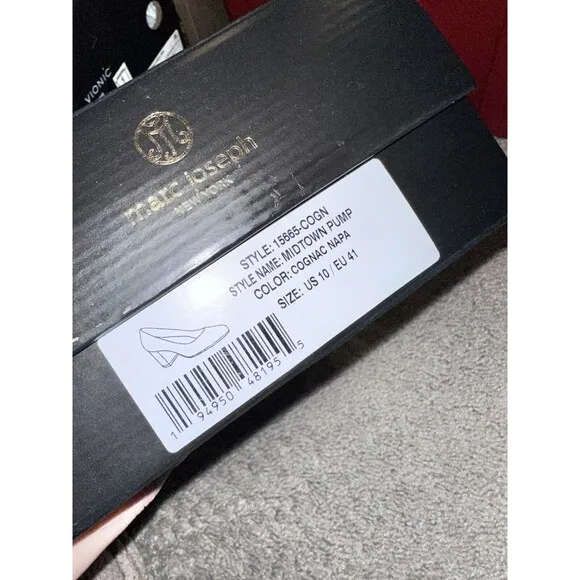 VIONIC
marc joseph
NEW YORK
STYLE: 15665-COGN
STYLE NAME: MIDTOWN PUMP
COLOR: COGNAC NAPA
SIZE: US 10 / EU 41
1 94950 48195 5